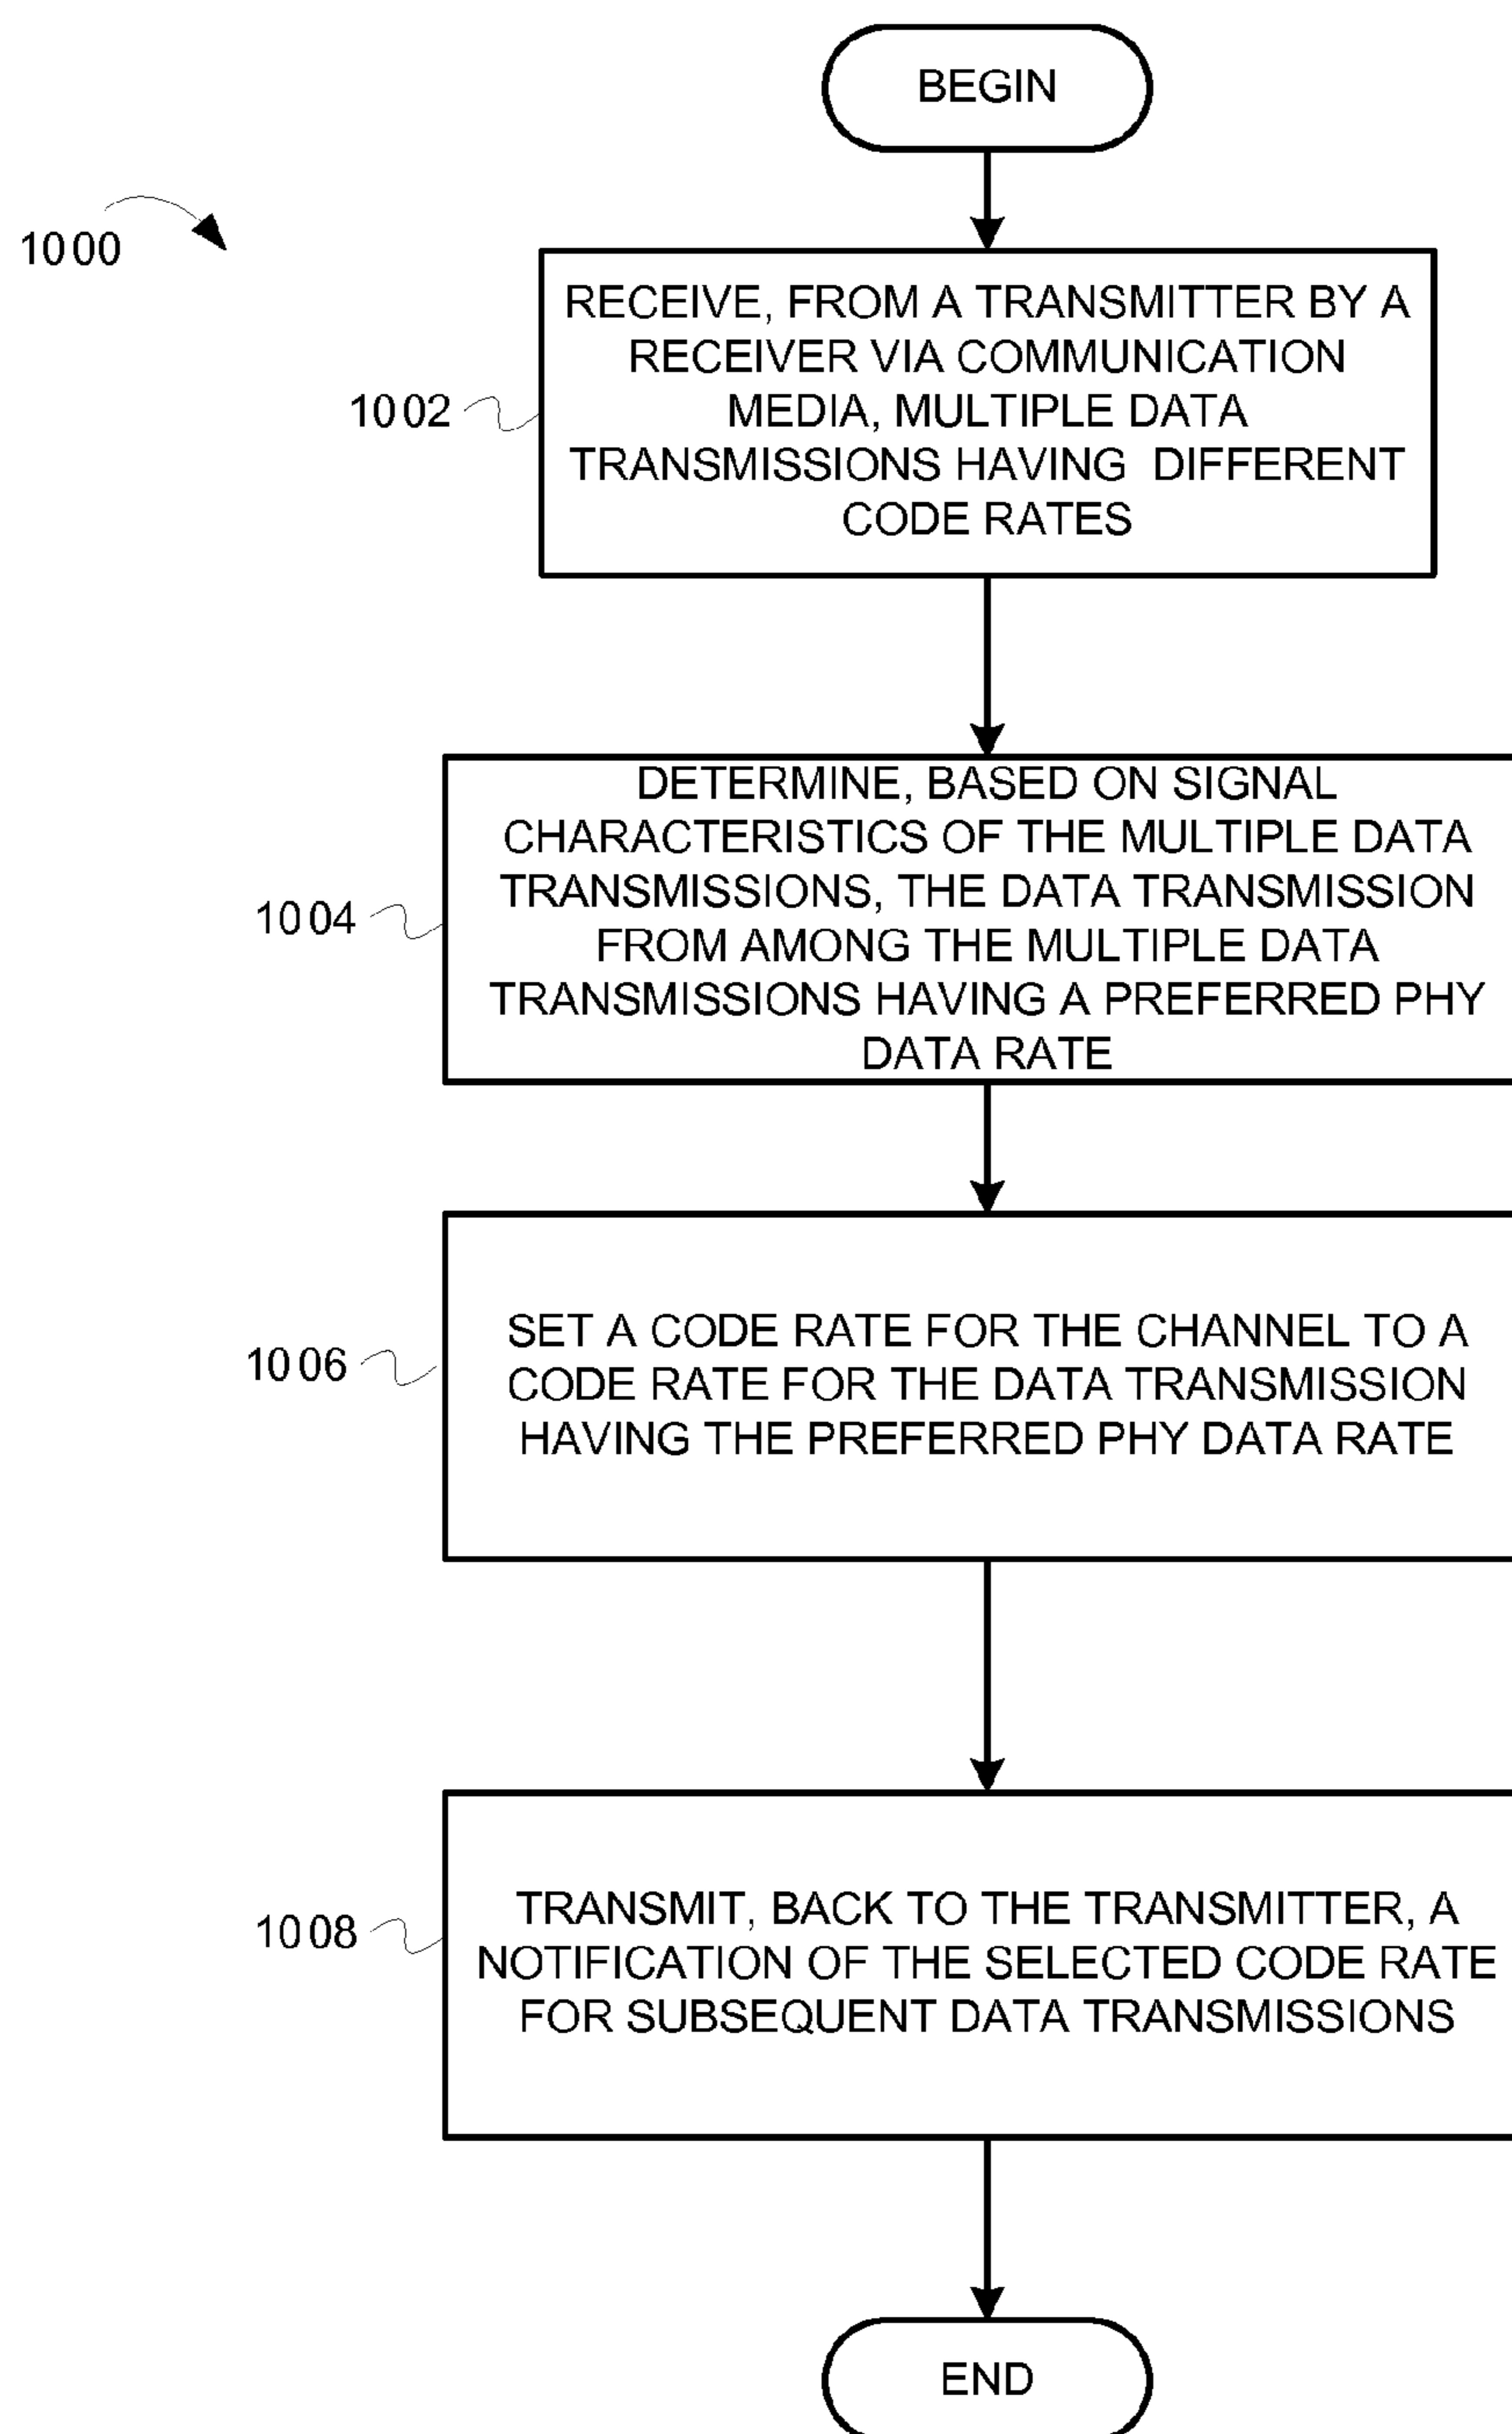 BEGIN
1000
RECEIVE, FROM A TRANSMITTER BY A
RECEIVER VIA COMMUNICATION
MEDIA, MULTIPLE DATA
TRANSMISSIONS HAVING DIFFERENT
CODE RATES
1002
DETERMINE, BASED ON SIGNAL
CHARACTERISTICS OF THE MULTIPLE DATA
TRANSMISSIONS, THE DATA TRANSMISSION
FROM AMONG THE MULTIPLE DATA
TRANSMISSIONS HAVING A PREFERRED PHY
DATA RATE
1004
SET A CODE RATE FOR THE CHANNEL TO A
CODE RATE FOR THE DATA TRANSMISSION
HAVING THE PREFERRED PHY DATA RATE
1006
TRANSMIT, BACK TO THE TRANSMITTER, A
NOTIFICATION OF THE SELECTED CODE RATE
FOR SUBSEQUENT DATA TRANSMISSIONS
1008
END